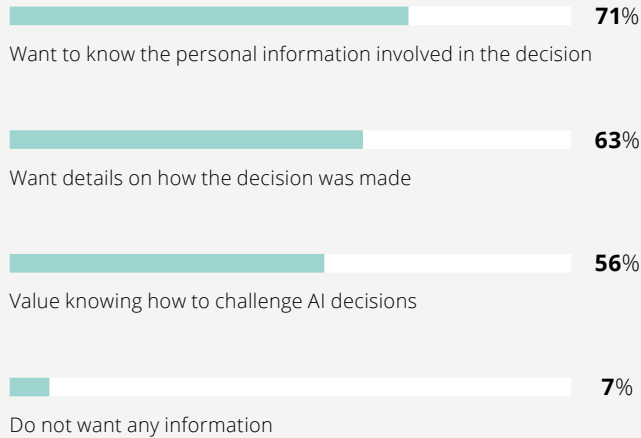 71%
Want to know the personal information involved in the decision
63%
Want details on how the decision was made
56%
Value knowing how to challenge AI decisions
7%
Do not want any information